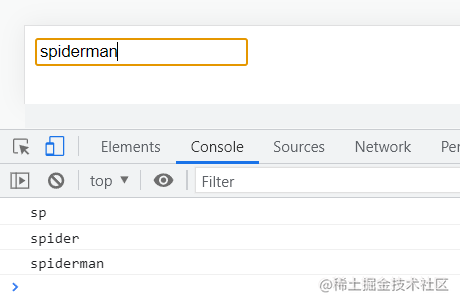 spiderman
Elements Console Sources Network Per
top ▼ Filter
sp
spider
spiderman
@稀土掘金技术社区